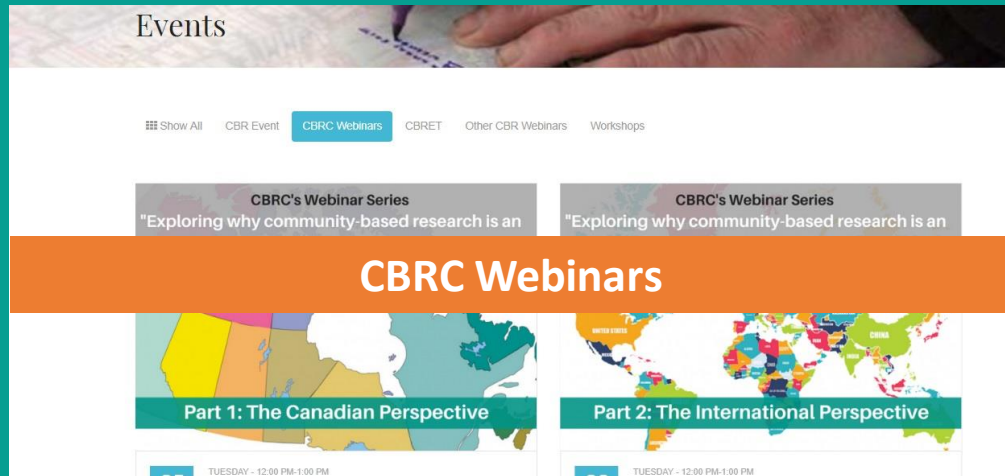 Events
Show All CBR Event CBRC Webinars CBRET Other CBR Webinars Workshops
CBRC's Webinar Series
"Exploring why community-based research is an
CBRC's Webinar Series
"Exploring why community-based research is an
CBRC Webinars
UNITED STATES
CHINA
INDIA
Part 1: The Canadian Perspective
Part 2: The International Perspective
TUESDAY - 12:00 PM-1:00 PM
TUESDAY - 12:00 PM-1:00 PM